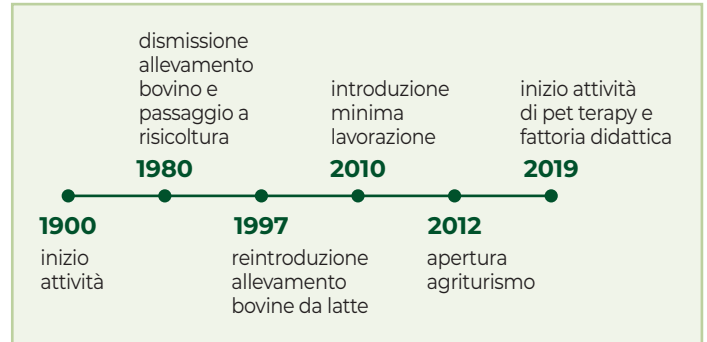 dismissione
allevamento
bovino e
passaggio a
risicoltura
1980
introduzione
minima
lavorazione
2010
inizio attività
di pet terapy e
fattoria didattica
2019
1900
inizio
attività
1997
reintroduzione
allevamento
bovine da latte
2012
apertura
agriturismo